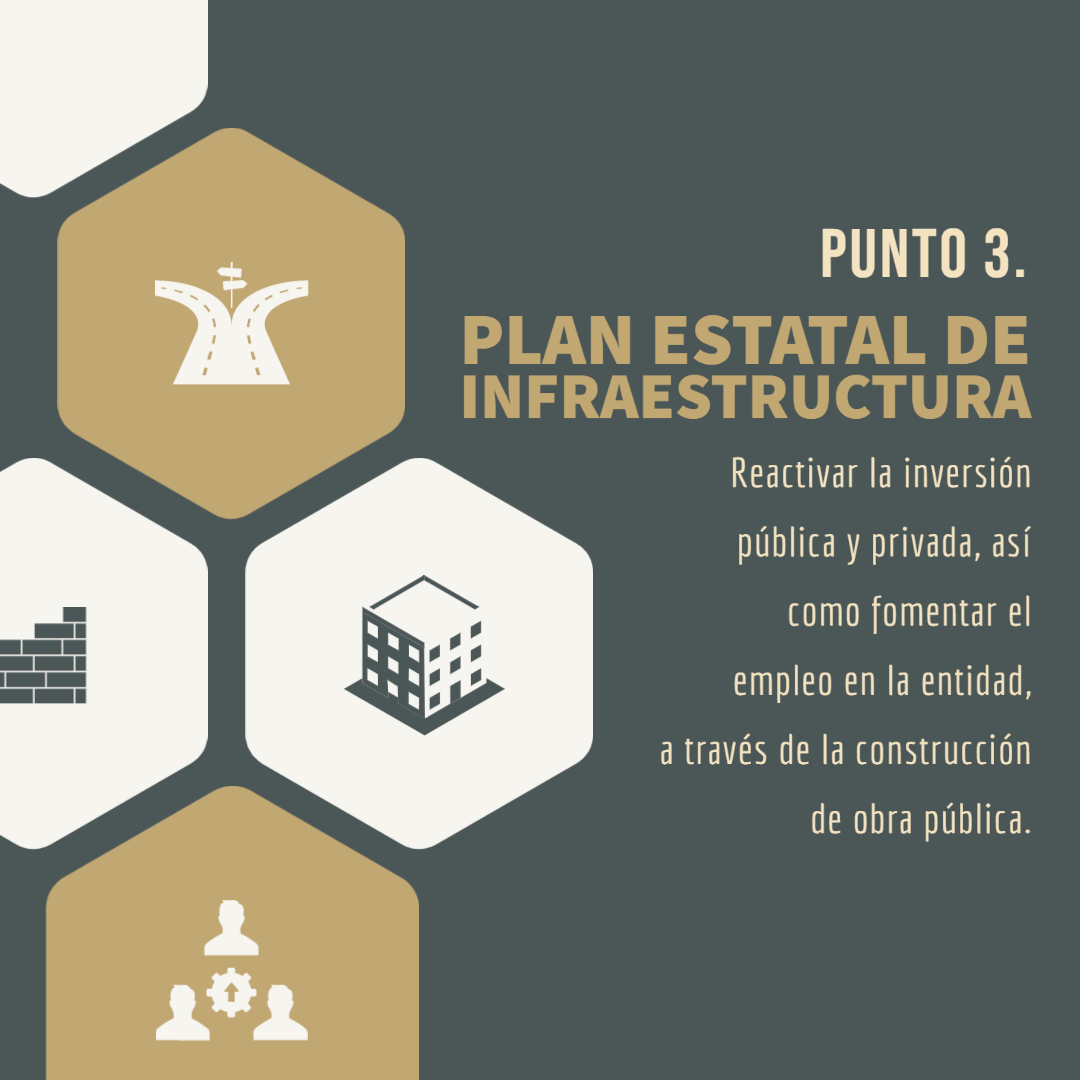 PUNTO 3.
PLAN ESTATAL DE
INFRAESTRUCTURA
Reactivar la inversión
pública y privada, así
como fomentar el
empleo en la entidad,
a través de la construcción
de obra pública.